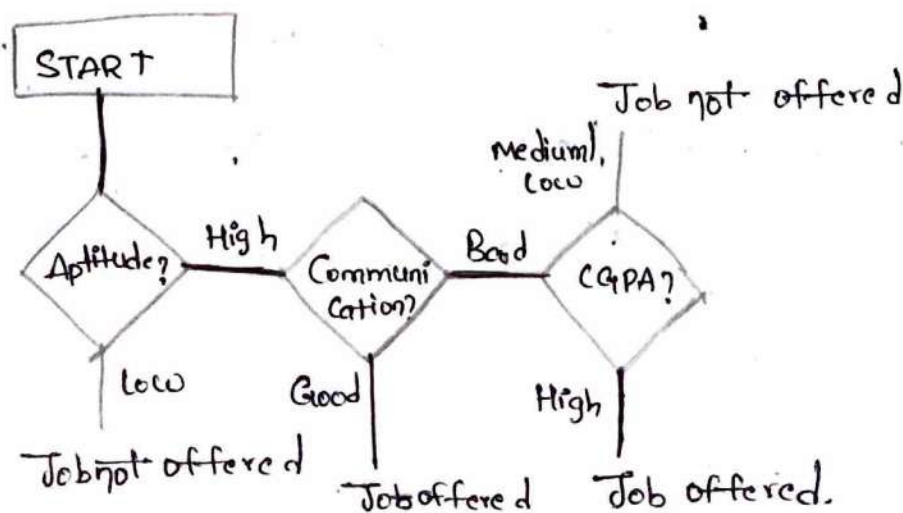 START
Job not offered
Medium,
Low
High
Bad
Aptitude?
Communi
cation?
CGPA?
Low
Good
High
Job not offered
Job offered
Job offered.